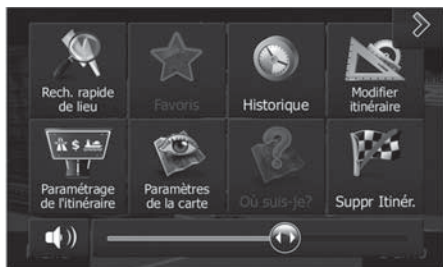 Rech. rapide
de lieu
Favoris
Historique
Modifier
itinéraire
Paramétrage
de l'itinéraire
Paramètres
de la carte
Où suis-je?
Suppr Itinér.